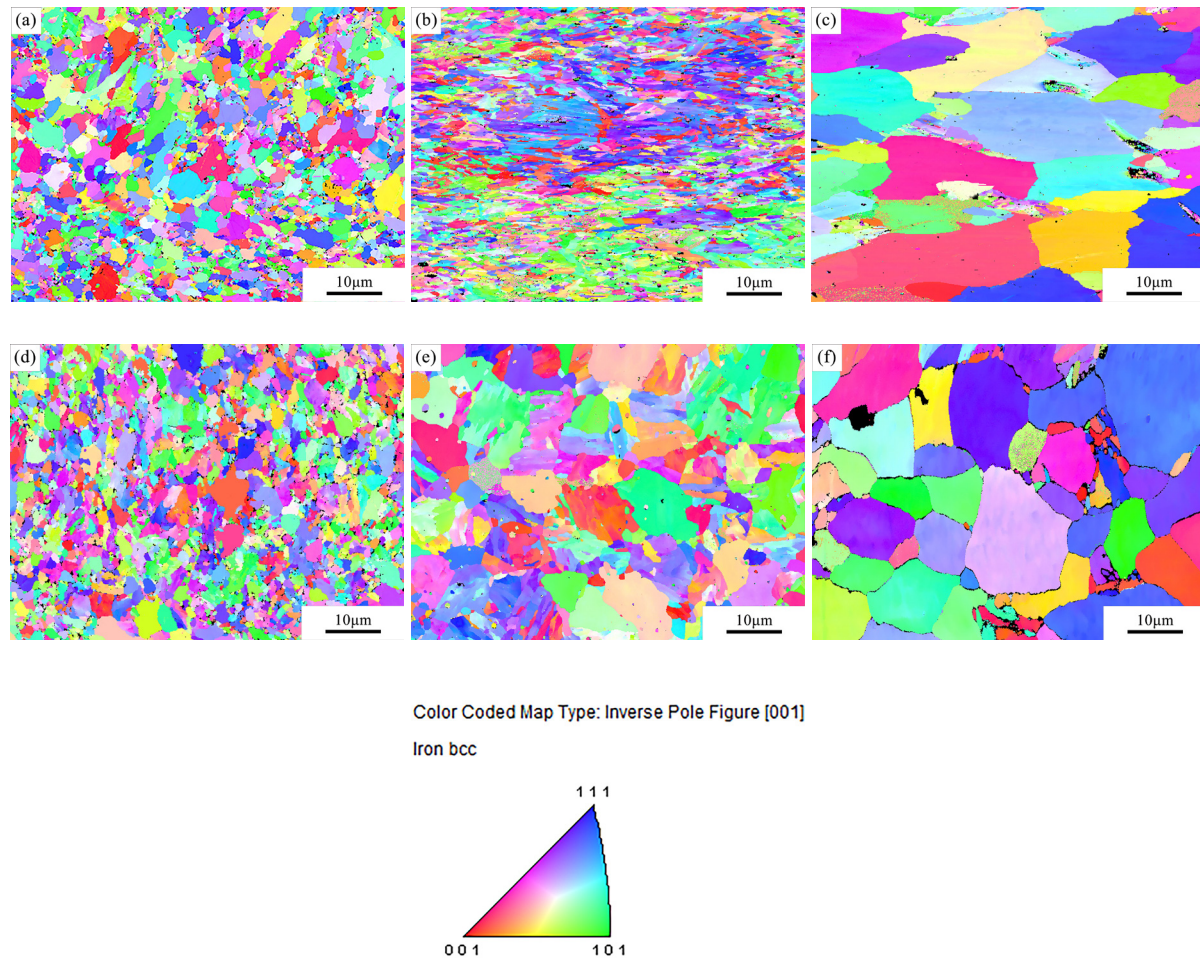 (a)
(b)
(c)
10μm
10μm
10μm
(d)
(e)
(f)
10μm
10μm
10μm
Color Coded Map Type: Inverse Pole Figure [001]
Iron bcc
1 1 1
0 0 1
1 0 1